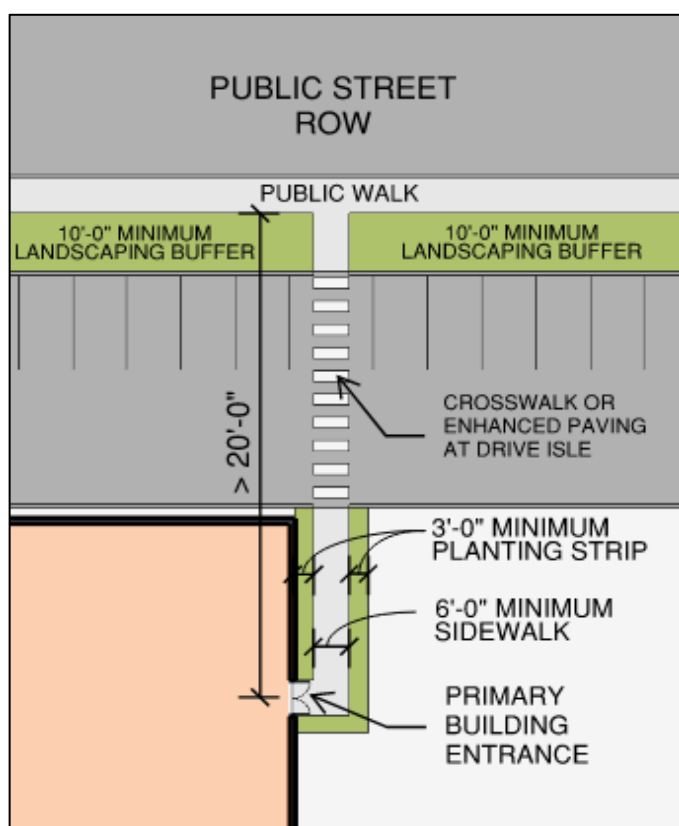 PUBLIC STREET
ROW
PUBLIC WALK
10'-0" MINIMUM
LANDSCAPING BUFFER
10'-0" MINIMUM
LANDSCAPING BUFFER
> 20'-0"
CROSSWALK OR
ENHANCED PAVING
AT DRIVE ISLE
3'-0" MINIMUM
PLANTING STRIP
6'-0" MINIMUM
SIDEWALK
PRIMARY
BUILDING
ENTRANCE